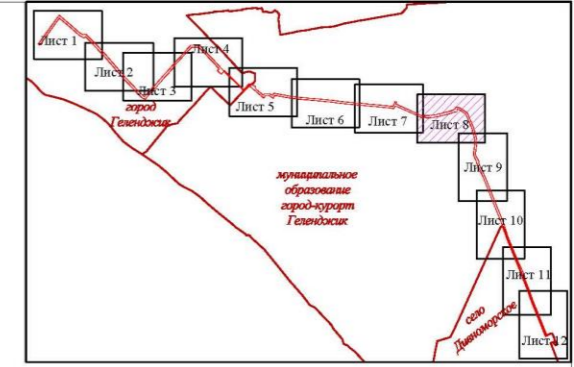 Лист 1
Лист 2
Лист 3
Лист 4
Лист 5
Лист 6
Лист 7
Лист 8
Лист 9
Лист 10
Лист 11
Лист 12
город
Геленджик
муниципальное
образование
город-курорт
Геленджик
село
Дивноморское